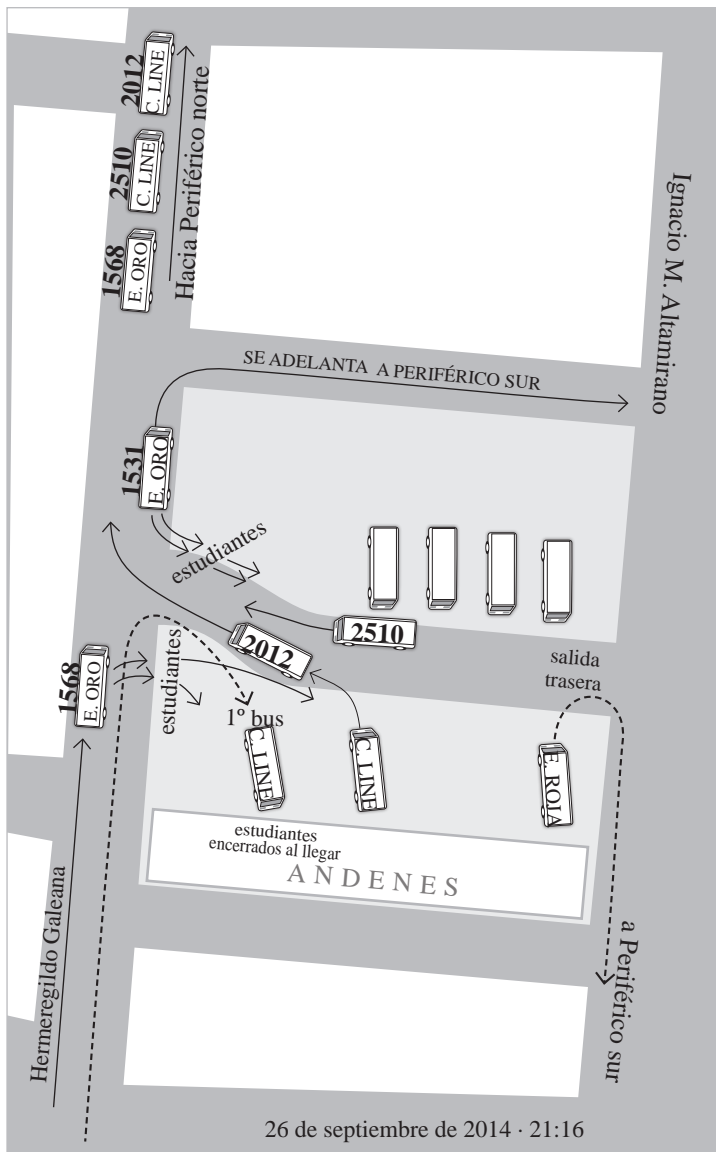 2012
C. LINE
2510
C. LINE
1568
E. ORO
Hacia Periférico norte
Ignacio M. Altamirano
SE ADELANTA A PERIFÉRICO SUR
1531
E. ORO
estudiantes
2510
2012
salida
trasera
1568
E. ORO
estudiantes
1º bus
C. LINE
C. LINE
E. ROJA
estudiantes
encerrados al llegar
ANDENES
Hermeregildo Galeana
a Periférico sur
26 de septiembre de 2014 · 21:16